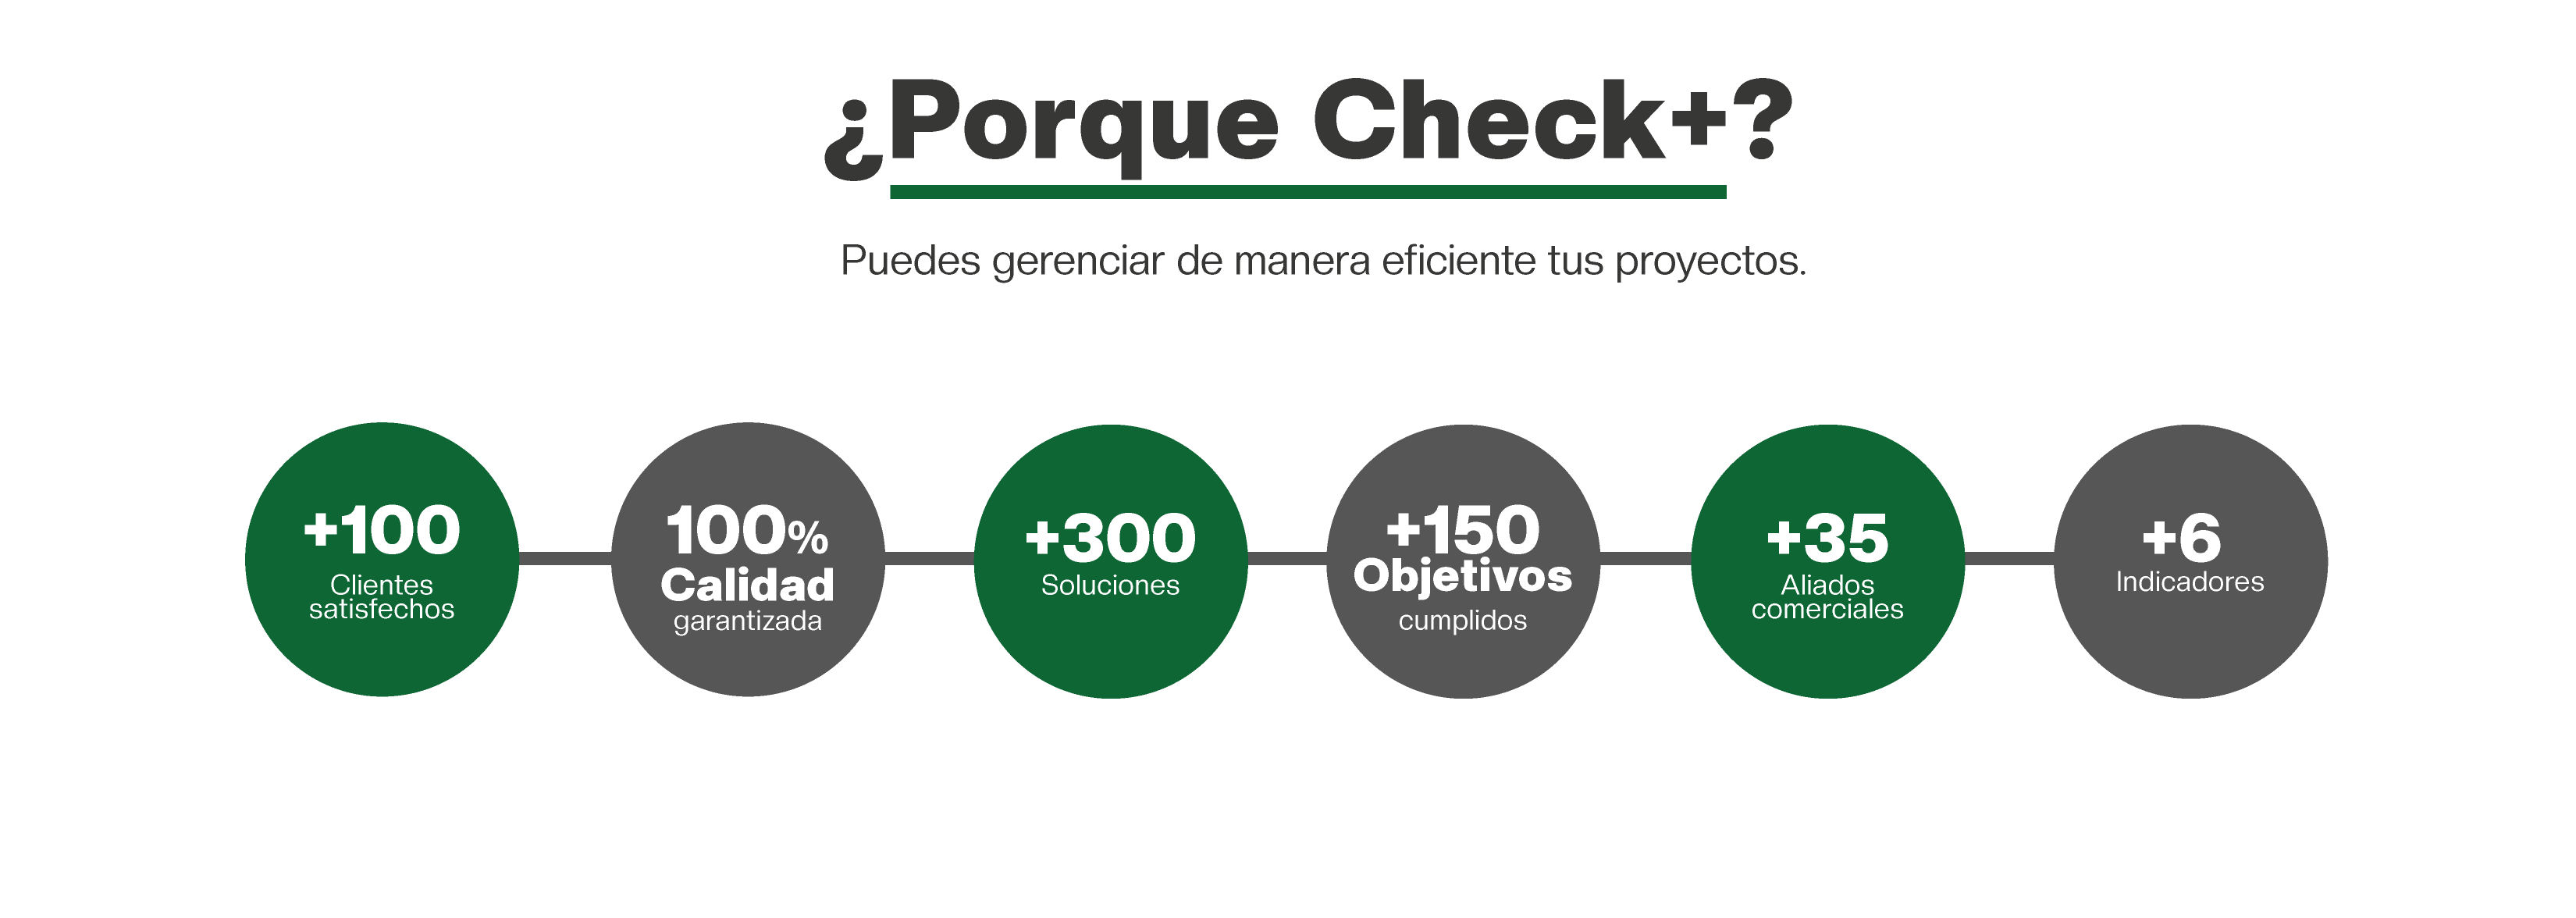 ¿Porque Check+?
Puedes gerenciar de manera eficiente tus proyectos.
+100
Clientes
satisfechos
100%
Calidad
garantizada
+300
Soluciones
+150
Objetivos
cumplidos
+35
Aliados
comerciales
+6
Indicadores